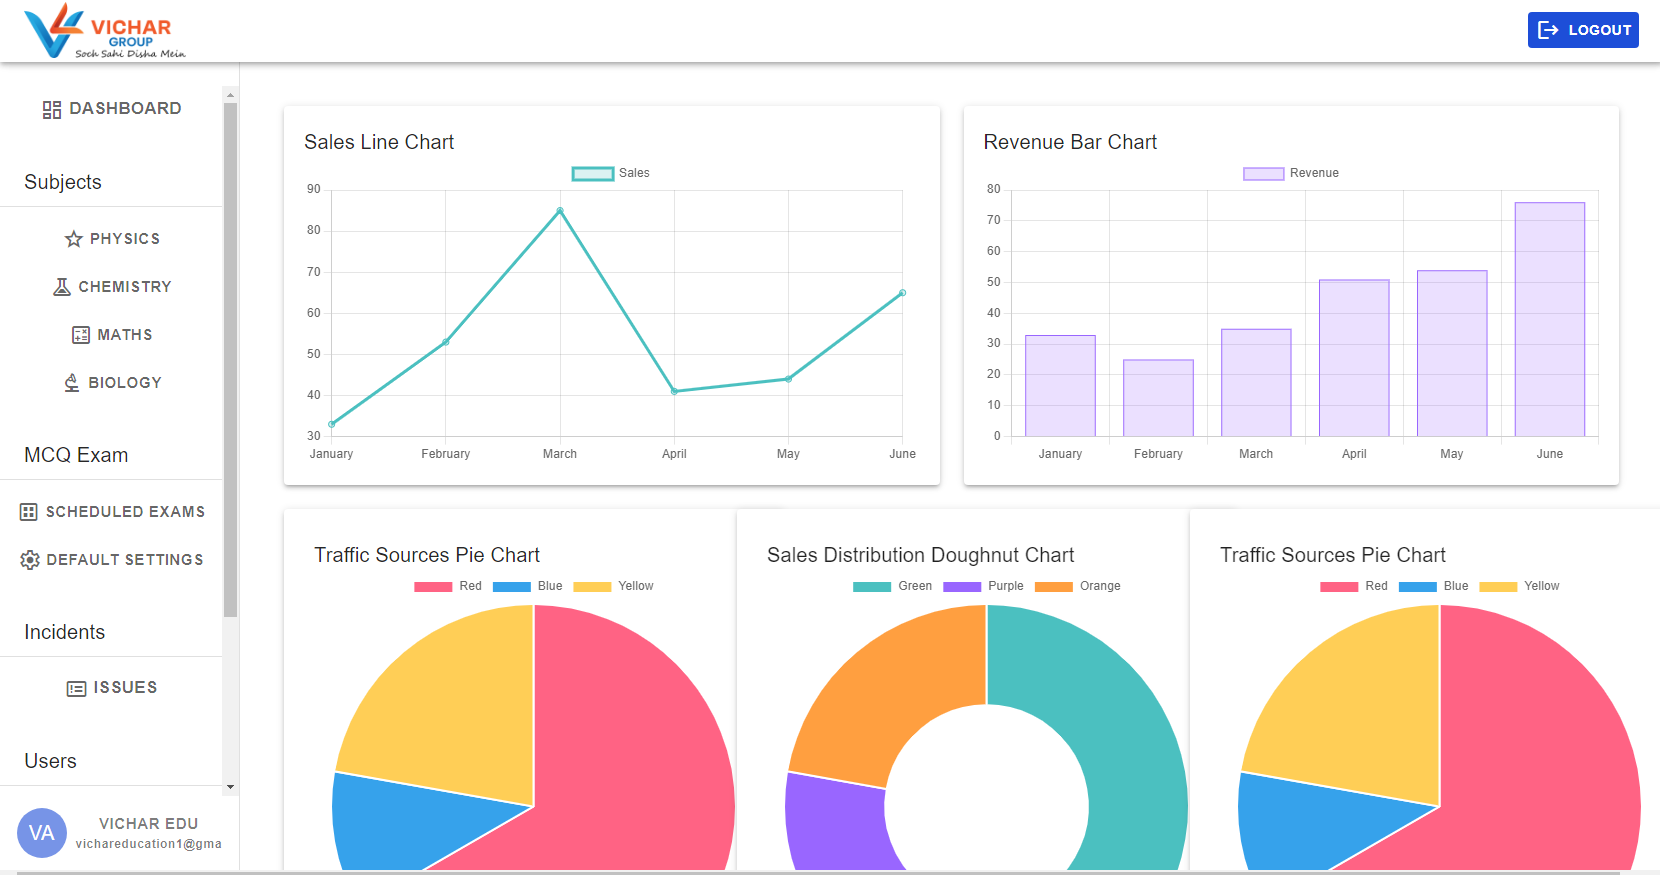 VICHAR
GROUP
Soch Sahi Disha Mein
LOGOUT
DASHBOARD
Subjects
PHYSICS
CHEMISTRY
MATHS
BIOLOGY
MCQ Exam
SCHEDULED EXAMS
DEFAULT SETTINGS
Incidents
ISSUES
Users
VA
VICHAR EDU
vichareducation1@gma
Sales Line Chart
Sales
90
80
70
60
50
40
30
January February March April May June
Revenue Bar Chart
Revenue
80
70
60
50
40
30
20
10
0
January February March April May June
Traffic Sources Pie Chart
Red Blue Yellow
Sales Distribution Doughnut Chart
Green Purple Orange
Traffic Sources Pie Chart
Red Blue Yellow